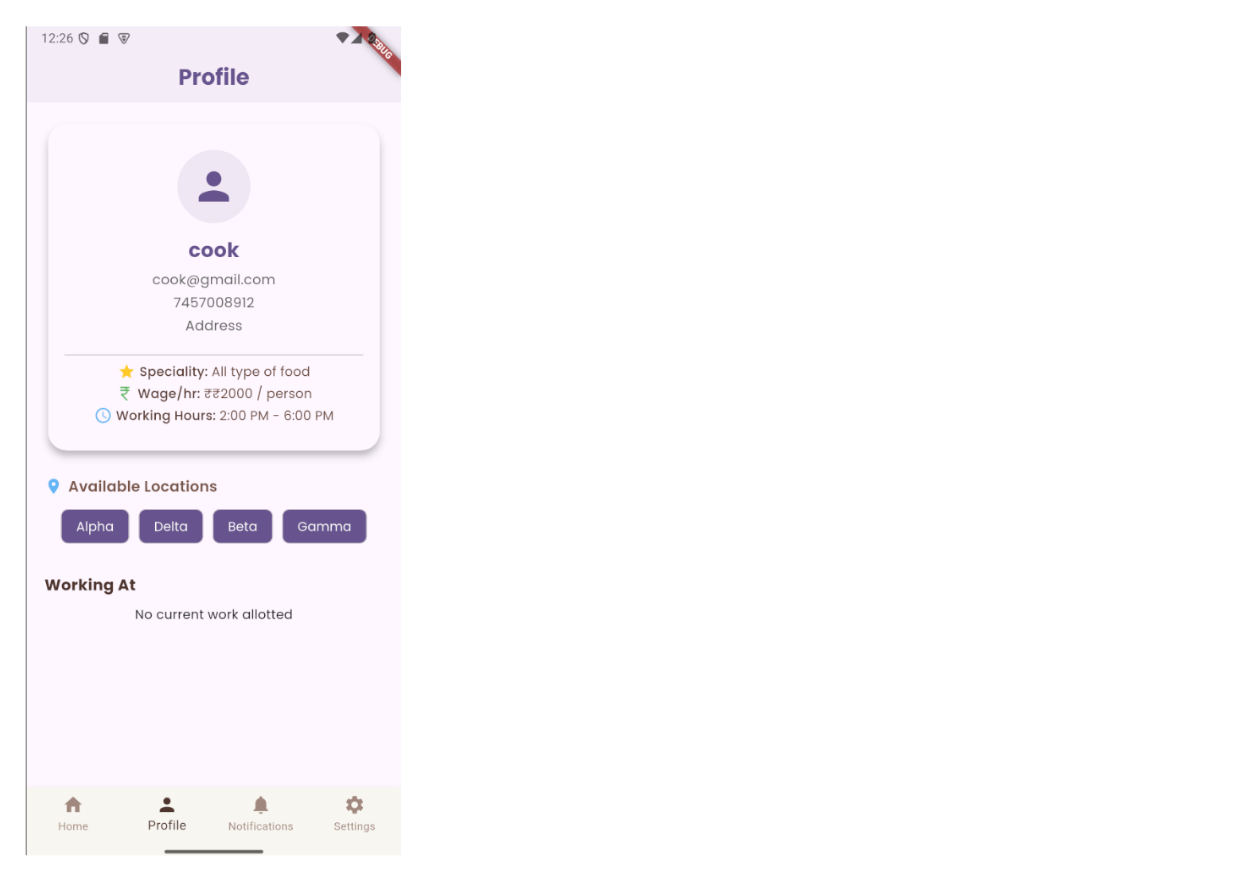 12:26
DEBUG
Profile
cook
cook@gmail.com
7457008912
Address
Speciality: All type of food
₹ Wage/hr: ₹₹2000 / person
Working Hours: 2:00 PM - 6:00 PM
Available Locations
Alpha Delta Beta Gamma
Working At
No current work allotted
Home Profile Notifications Settings